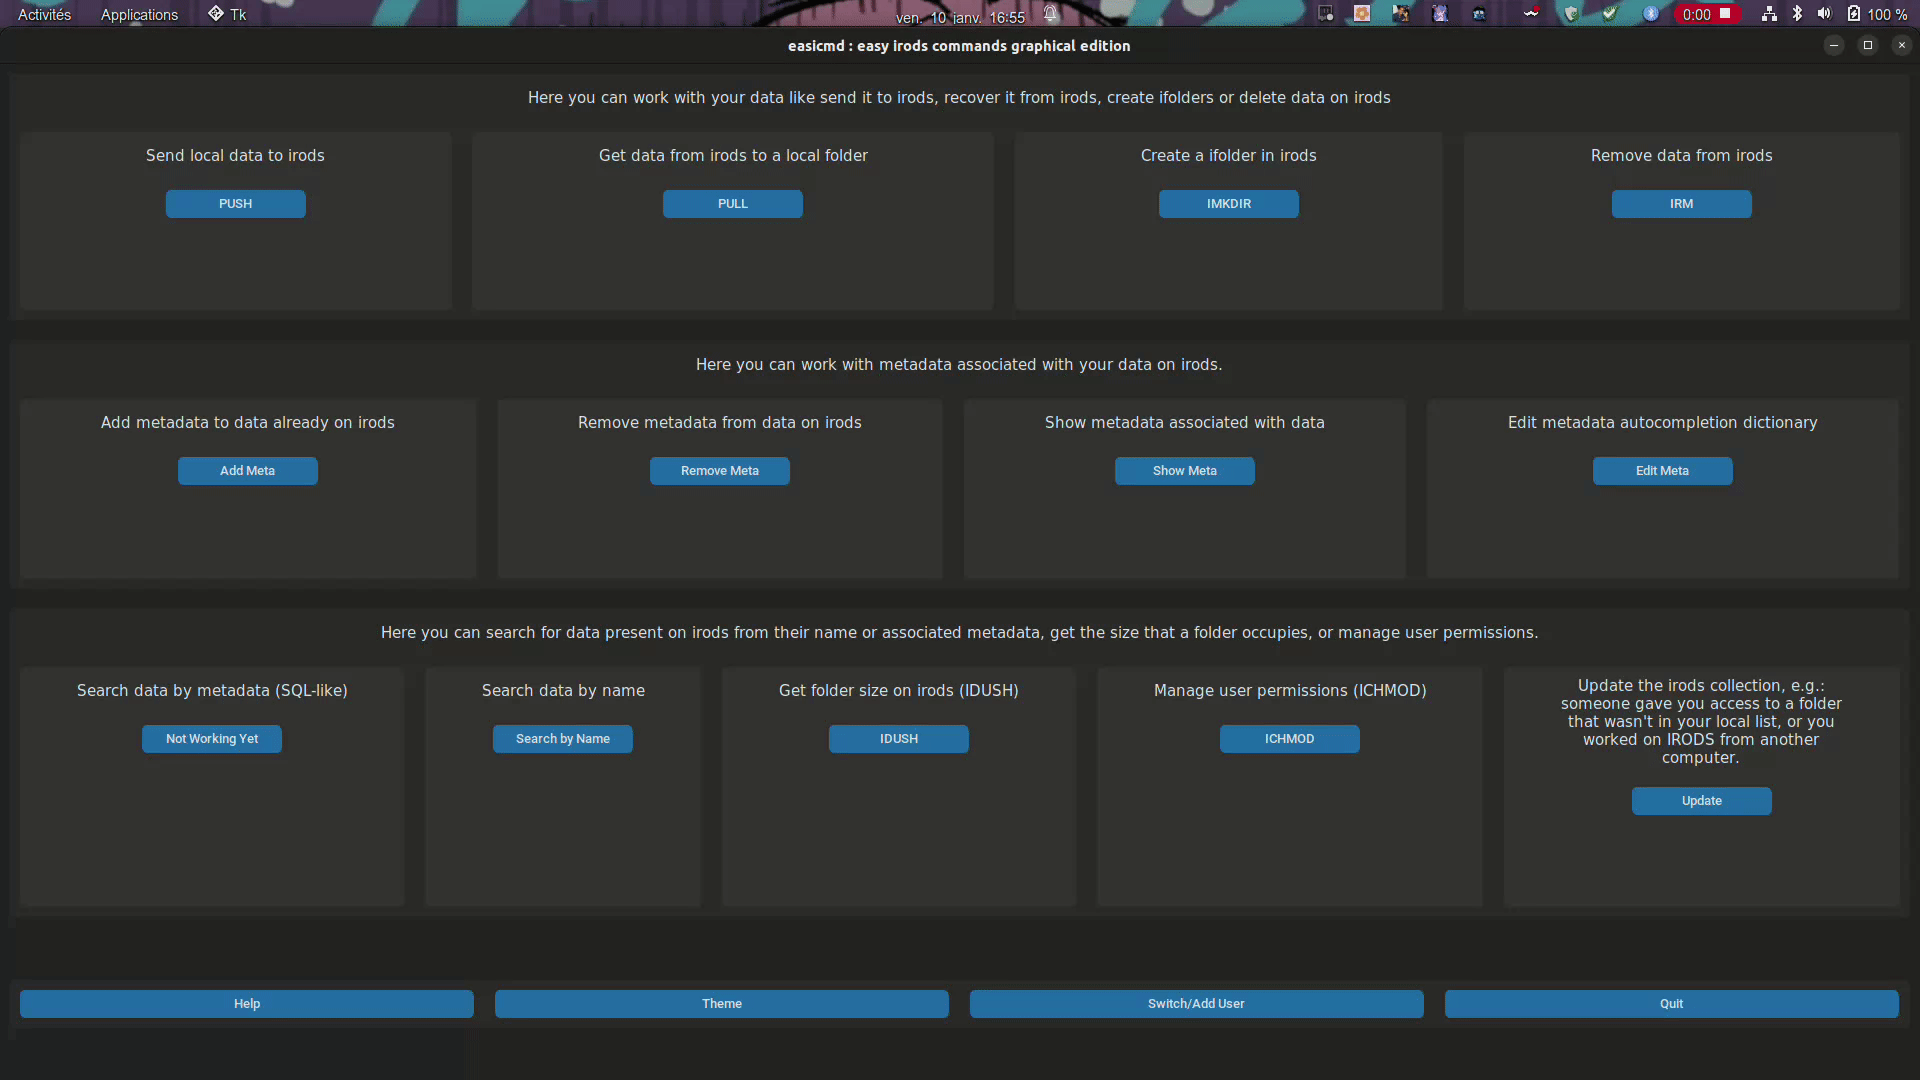 Activités Applications Tk ven. 10 janv. 16:55 0:00 100 %
easicmd : easy irods commands graphical edition
Here you can work with your data like send it to irods, recover it from irods, create ifolders or delete data on irods
Send local data to irods
PUSH
Get data from irods to a local folder
PULL
Create a ifolder in irods
IMKDIR
Remove data from irods
IRM
Here you can work with metadata associated with your data on irods.
Add metadata to data already on irods
Add Meta
Remove metadata from data on irods
Remove Meta
Show metadata associated with data
Show Meta
Edit metadata autocompletion dictionary
Edit Meta
Here you can search for data present on irods from their name or associated metadata, get the size that a folder occupies, or manage user permissions.
Search data by metadata (SQL-like)
Not Working Yet
Search data by name
Search by Name
Get folder size on irods (IDUSH)
IDUSH
Manage user permissions (ICHMOD)
ICHMOD
Update the irods collection, e.g.:
someone gave you access to a folder
that wasn't in your local list, or you
worked on IRODS from another
computer.
Update
Help
Theme
Switch/Add User
Quit